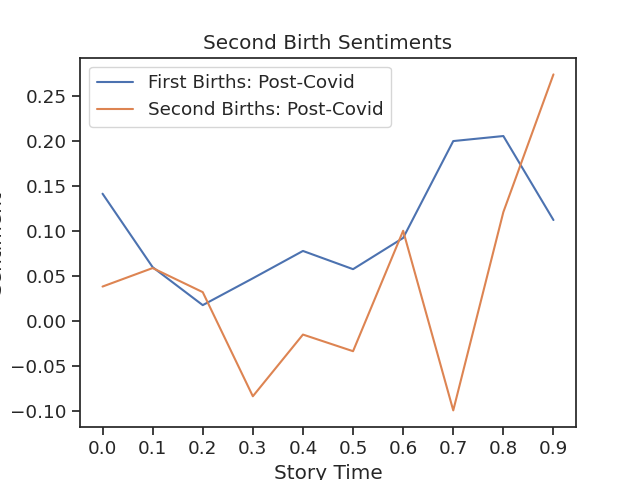 Second Birth Sentiments
First Births: Post-Covid
Second Births: Post-Covid
0.25
0.20
0.15
0.10
0.05
0.00
−0.05
−0.10
0.0 0.1 0.2 0.3 0.4 0.5 0.6 0.7 0.8 0.9
Story Time